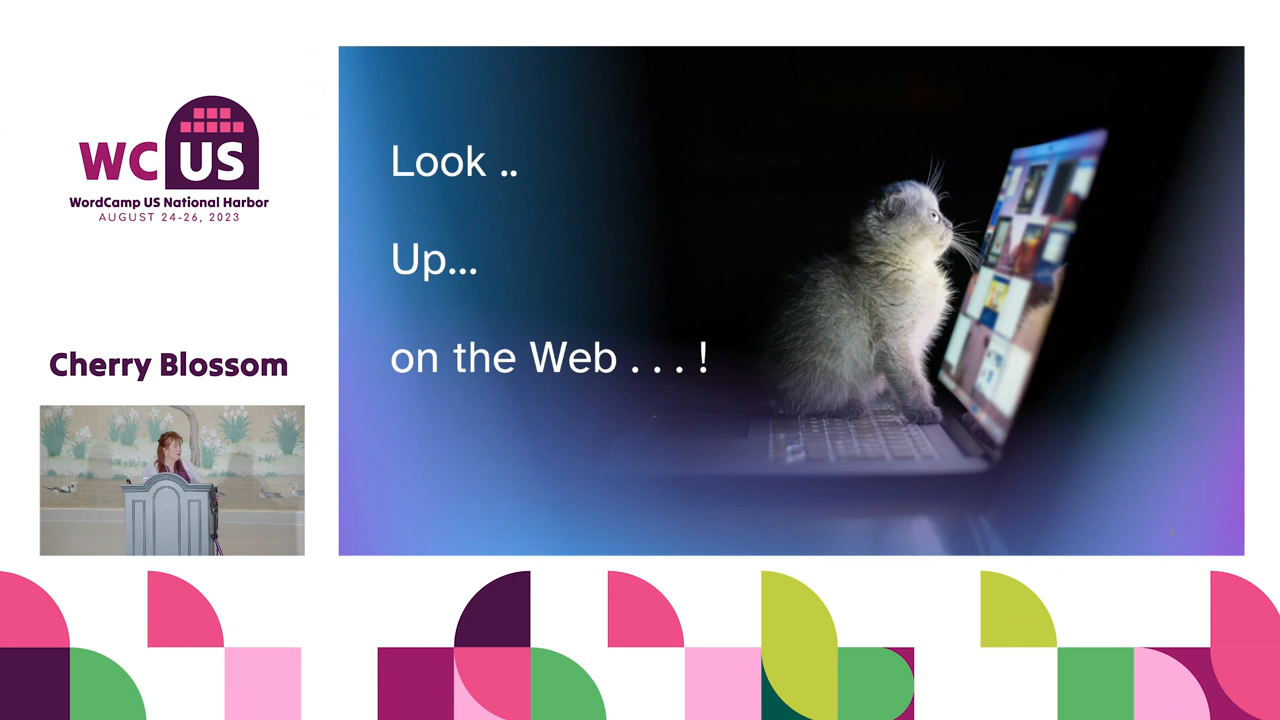 WC US
WordCamp US National Harbor
AUGUST 24-26, 2023
Cherry Blossom
Look ..
Up...
on the Web . . . !